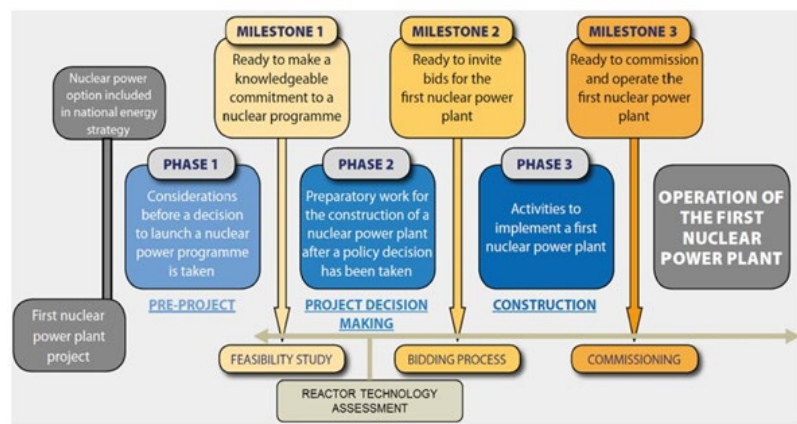 MILESTONE 1
Ready to make a
knowledgeable
commitment to a
nuclear programme
MILESTONE 2
Ready to invite
bids for the
first nuclear power
plant
MILESTONE 3
Ready to commission
and operate the
first nuclear power
plant
Nuclear power
option included
in national energy
strategy
PHASE 1
Considerations
before a decision
to launch a nuclear
power programme
is taken
PRE-PROJECT
PHASE 2
Preparatory work for
the construction of a
nuclear power plant
after a policy decision
has been taken
PROJECT DECISION
MAKING
PHASE 3
Activities to
implement a first
nuclear power plant
CONSTRUCTION
OPERATION OF
THE FIRST
NUCLEAR
POWER PLANT
First nuclear
power plant
project
FEASIBILITY STUDY
BIDDING PROCESS
COMMISSIONING
REACTOR TECHNOLOGY
ASSESSMENT